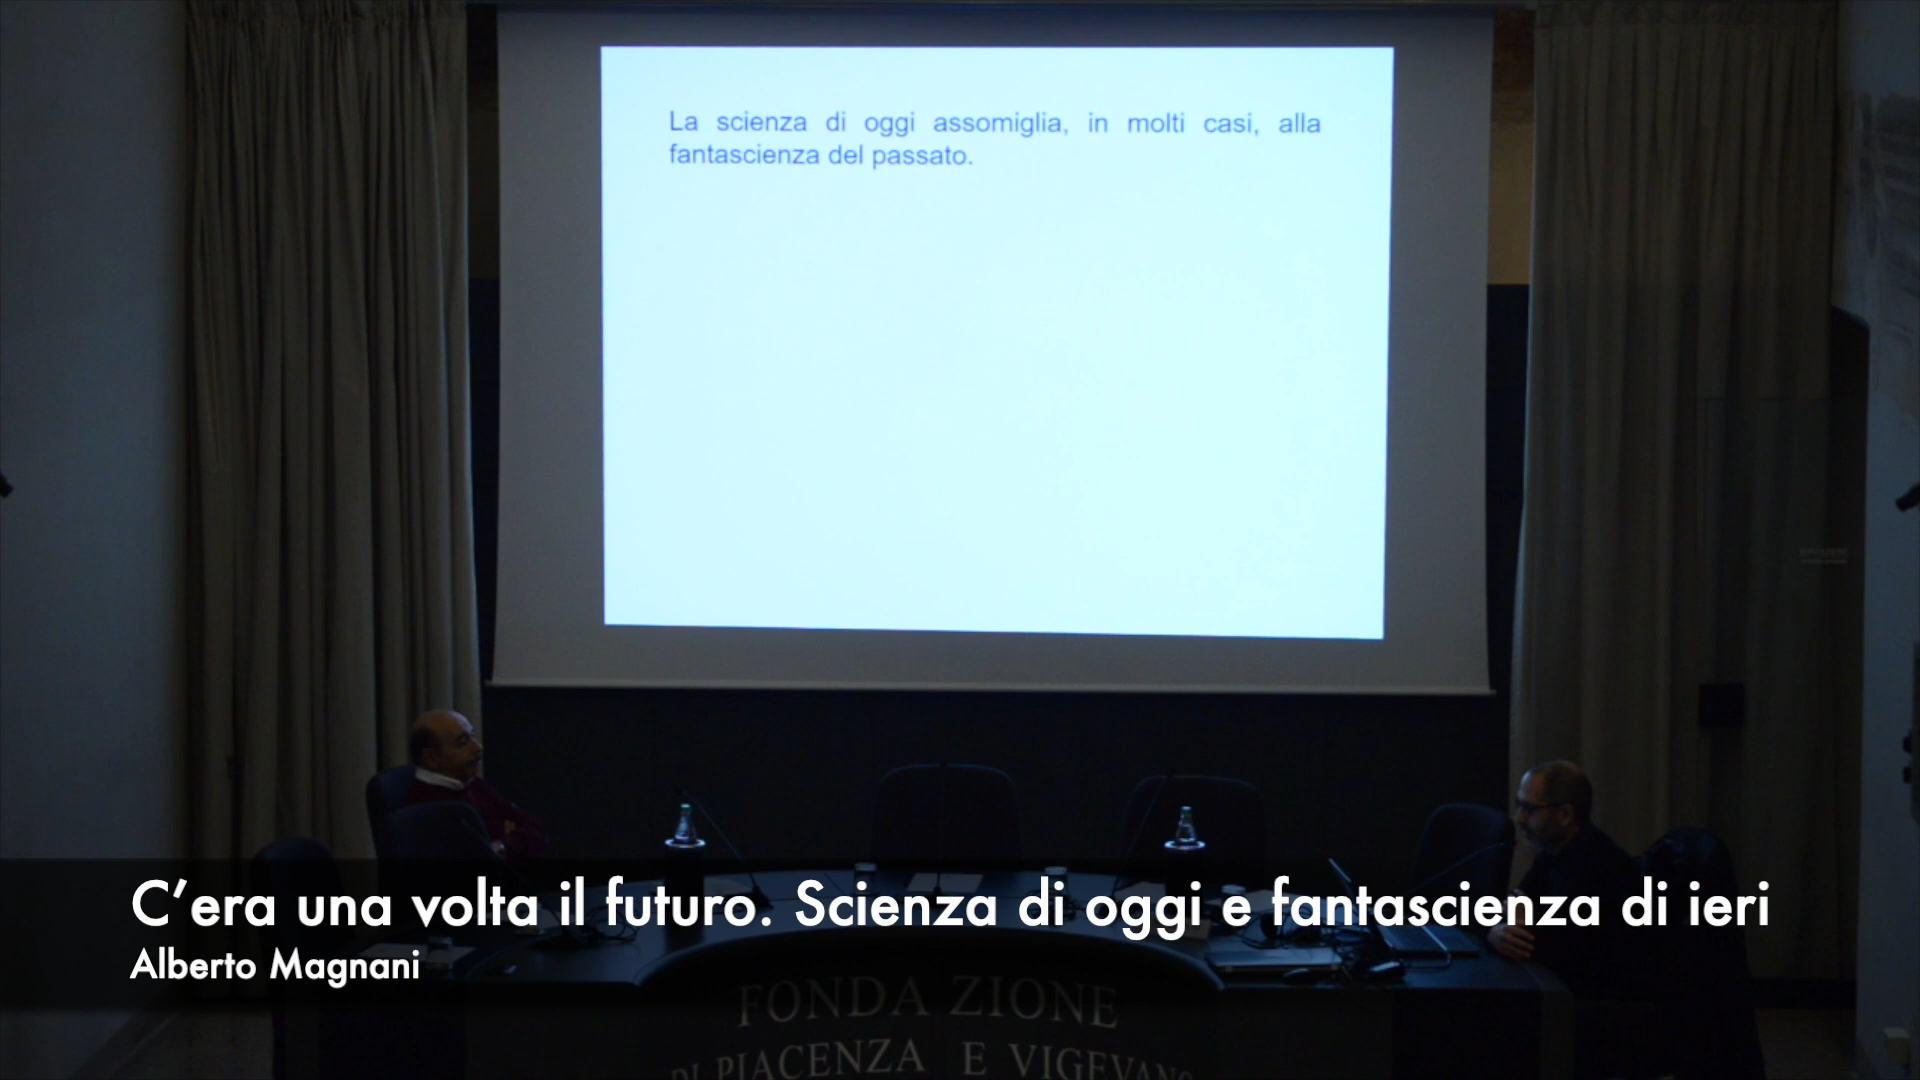 La scienza di oggi assomiglia, in molti casi, alla
fantascienza del passato.
C’era una volta il futuro. Scienza di oggi e fantascienza di ieri
Alberto Magnani
FONDAZIONE
DI PIACENZA E VIGEVANO